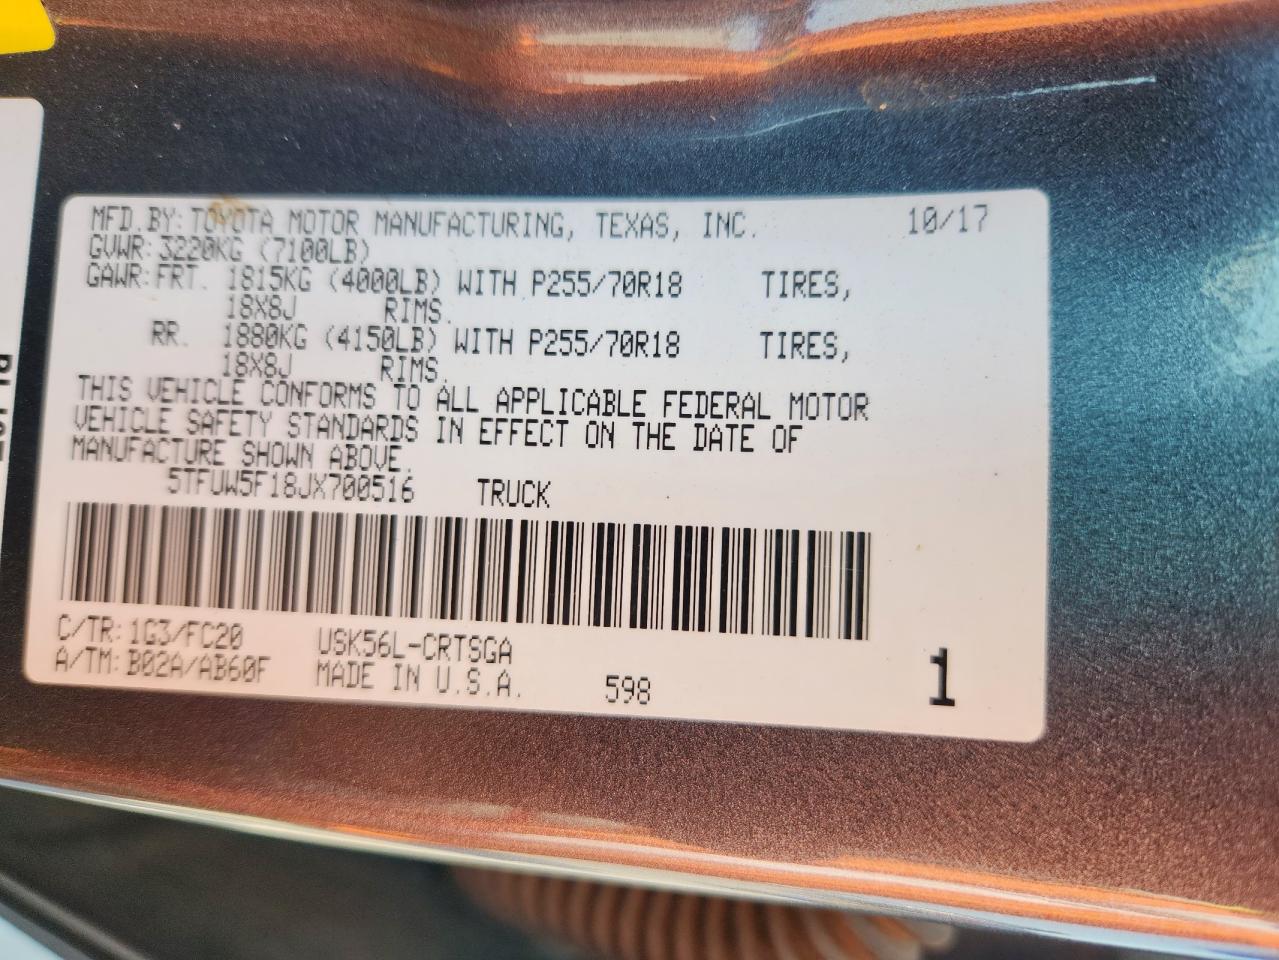 MFD.BY: TOYOTA MOTOR MANUFACTURING, TEXAS, INC. 10/17
GVWR: 3220KG (7100LB)
GAWR: FRT. 1815KG (4000LB) WITH P255/70R18 TIRES,
18X8J RIMS.
RR. 1880KG (4150LB) WITH P255/70R18 TIRES,
18X8J RIMS.
THIS VEHICLE CONFORMS TO ALL APPLICABLE FEDERAL MOTOR
VEHICLE SAFETY STANDARDS IN EFFECT ON THE DATE OF
MANUFACTURE SHOWN ABOVE.
5TFUW5F18JX700516 TRUCK
C/TR: 1G3/FC20 USK56L-CRTSGA
A/TM: B02A/AB60F MADE IN U.S.A. 598 1